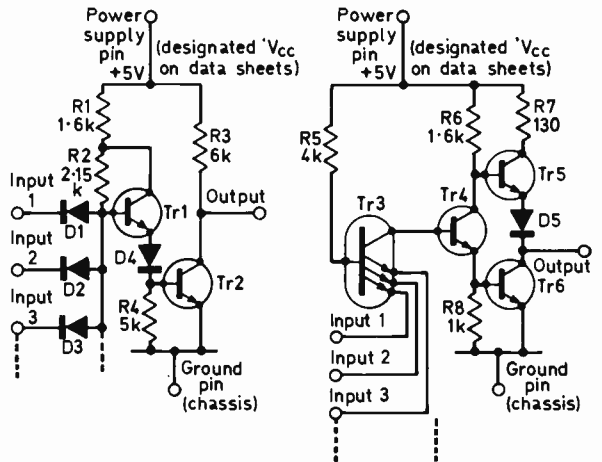 Power
supply
pin
+5V
(designated 'Vcc
on data sheets)
R1
1·6k
R2
2·15
k
R3
6k
Input
1
D1
Tr1
Output
Input
2
D2
D4
Tr2
Input
3
D3
R4
5k
Ground
pin
(chassis)
Power
supply
pin
+5V
(designated 'Vcc
on data sheets)
R5
4k
R6
1·6k
R7
130
Tr3
Tr4
Tr5
D5
Output
Tr6
R8
1k
Input 1
Input 2
Input 3
Ground
pin
(chassis)